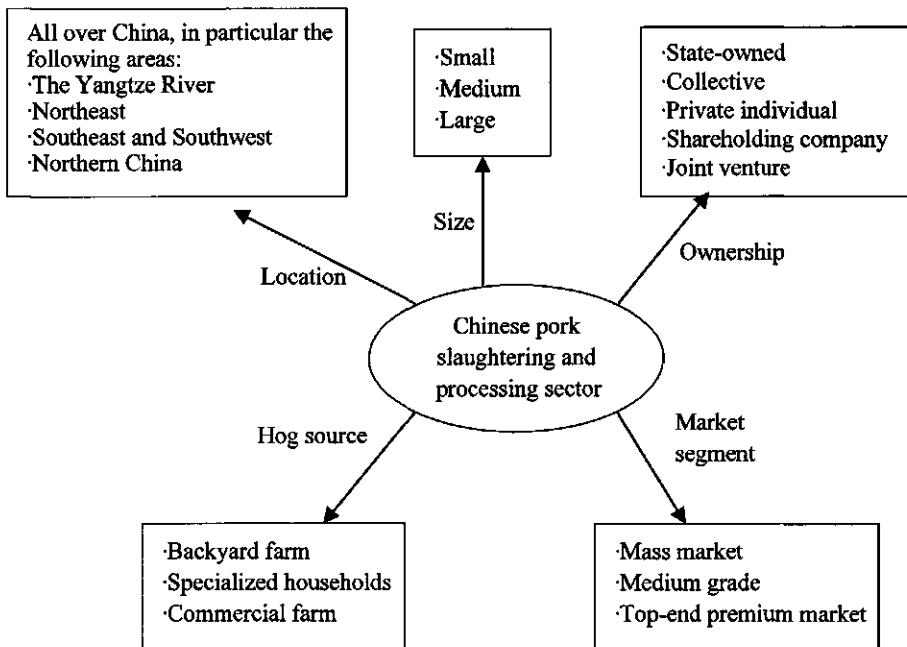 All over China, in particular the
following areas:
·The Yangtze River
·Northeast
·Southeast and Southwest
·Northern China
·Small
·Medium
·Large
·State-owned
·Collective
·Private individual
·Shareholding company
·Joint venture
Location
Size
Ownership
Chinese pork
slaughtering and
processing sector
Hog source
Market
segment
·Backyard farm
·Specialized households
·Commercial farm
·Mass market
·Medium grade
·Top-end premium market